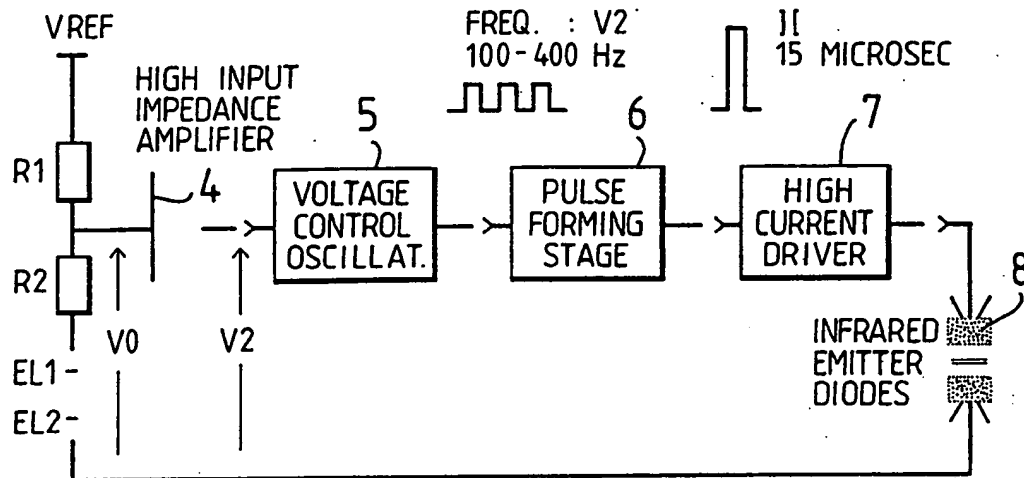 VREF
R1
R2
EL1
EL2
HIGH INPUT
IMPEDANCE
AMPLIFIER
4
V0
V2
5
VOLTAGE
CONTROL
OSCILLAT.
FREQ. : V2
100-400 Hz
6
PULSE
FORMING
STAGE
][
15 MICROSEC
7
HIGH
CURRENT
DRIVER
8
INFRARED
EMITTER
DIODES